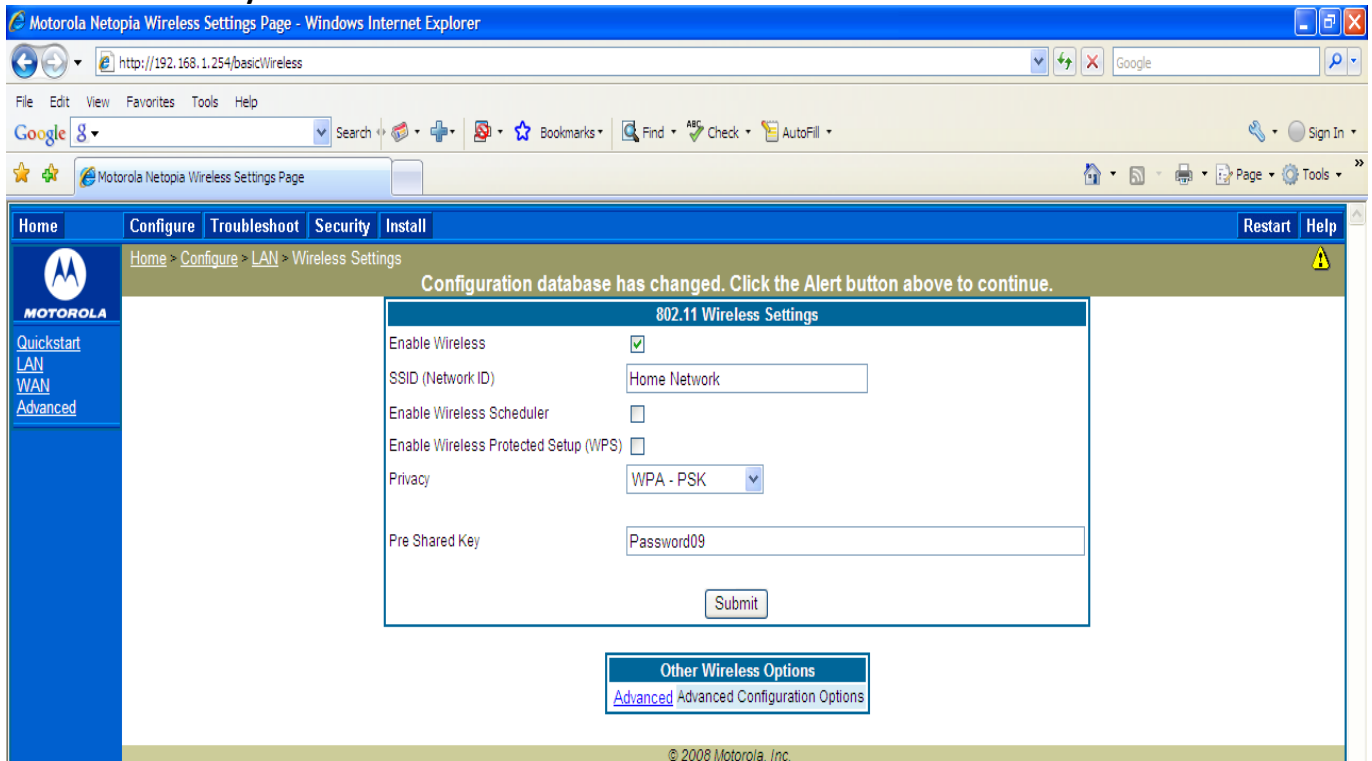 Motorola Netopia Wireless Settings Page - Windows Internet Explorer
http://192.168.1.254/basicWireless
Google
File Edit View Favorites Tools Help
Google Search Bookmarks Find Check AutoFill Sign In
Motorola Netopia Wireless Settings Page
Page Tools
Home Configure Troubleshoot Security Install Restart Help
Home > Configure > LAN > Wireless Settings
Configuration database has changed. Click the Alert button above to continue.
MOTOROLA
Quickstart
LAN
WAN
Advanced
802.11 Wireless Settings
Enable Wireless
SSID (Network ID) Home Network
Enable Wireless Scheduler
Enable Wireless Protected Setup (WPS)
Privacy WPA - PSK
Pre Shared Key Password09
Submit
Other Wireless Options
Advanced Advanced Configuration Options
© 2008 Motorola, Inc.